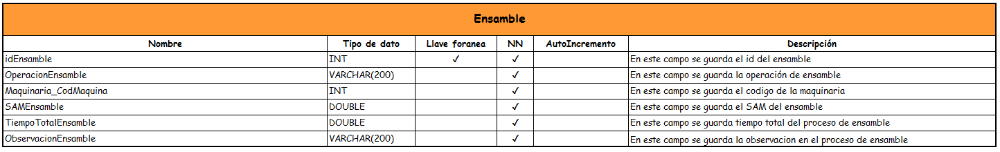 Ensamble
Nombre Tipo de dato Llave foranea NN AutoIncremento Descripción
idEnsamble INT ✓ ✓ En este campo se guarda el id del ensamble
OperacionEnsamble VARCHAR(200) ✓ En este campo se guarda la operación de ensamble
Maquinaria_CodMaquina INT ✓ En este campo se guarda el codigo de la maquinaria
SAMEnsamble DOUBLE ✓ En este campo se guarda el SAM del ensamble
TiempoTotalEnsamble DOUBLE ✓ En este campo se guarda tiempo total del proceso de ensamble
ObservacionEnsamble VARCHAR(200) ✓ En este campo se guarda la observacion en el proceso de ensamble